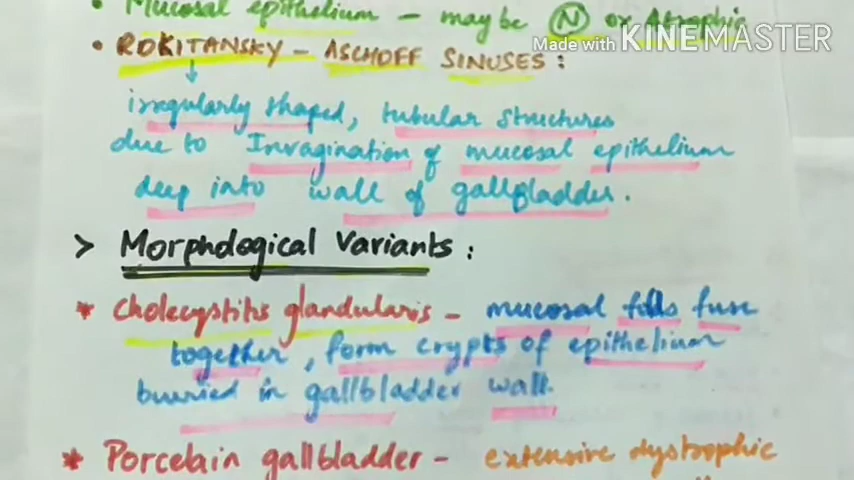 • Mucosal epithelium - may be (N) or Atrophic
Made with KINEMASTER
• ROKITANSKY - ASCHOFF SINUSES :
irregularly shaped, tubular structures
due to Invagination of mucosal epithelium
deep into wall of gallbladder.
> Morphological Variants :
* Cholecystitis glandularis - mucosal folds fuse
together, form crypts of epithelium
burried in gallbladder wall.
* Porcelain gallbladder - extensive dystrophic